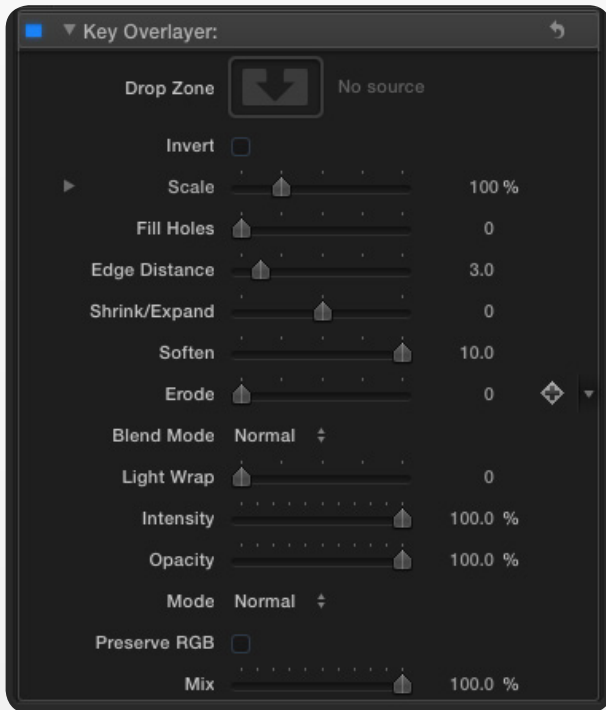 Key Overlayer:
Drop Zone No source
Invert
Scale 100 %
Fill Holes 0
Edge Distance 3.0
Shrink/Expand 0
Soften 10.0
Erode 0
Blend Mode Normal
Light Wrap 0
Intensity 100.0 %
Opacity 100.0 %
Mode Normal
Preserve RGB
Mix 100.0 %